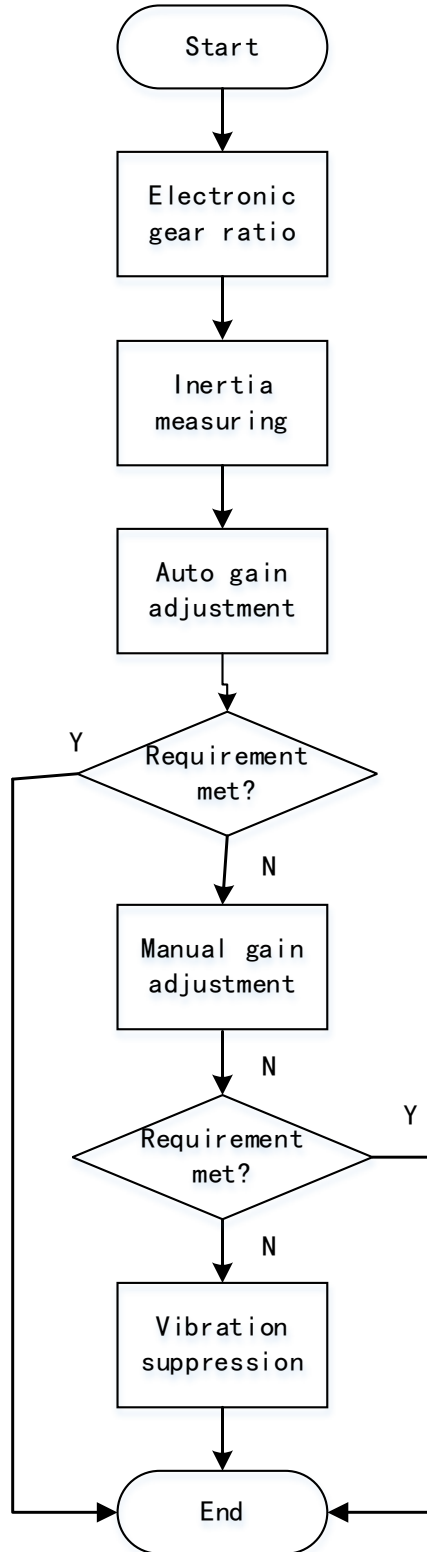 Start
Electronic
gear ratio
Inertia
measuring
Auto gain
adjustment
Y
Requirement
met?
N
Manual gain
adjustment
N
Y
Requirement
met?
N
Vibration
suppression
End